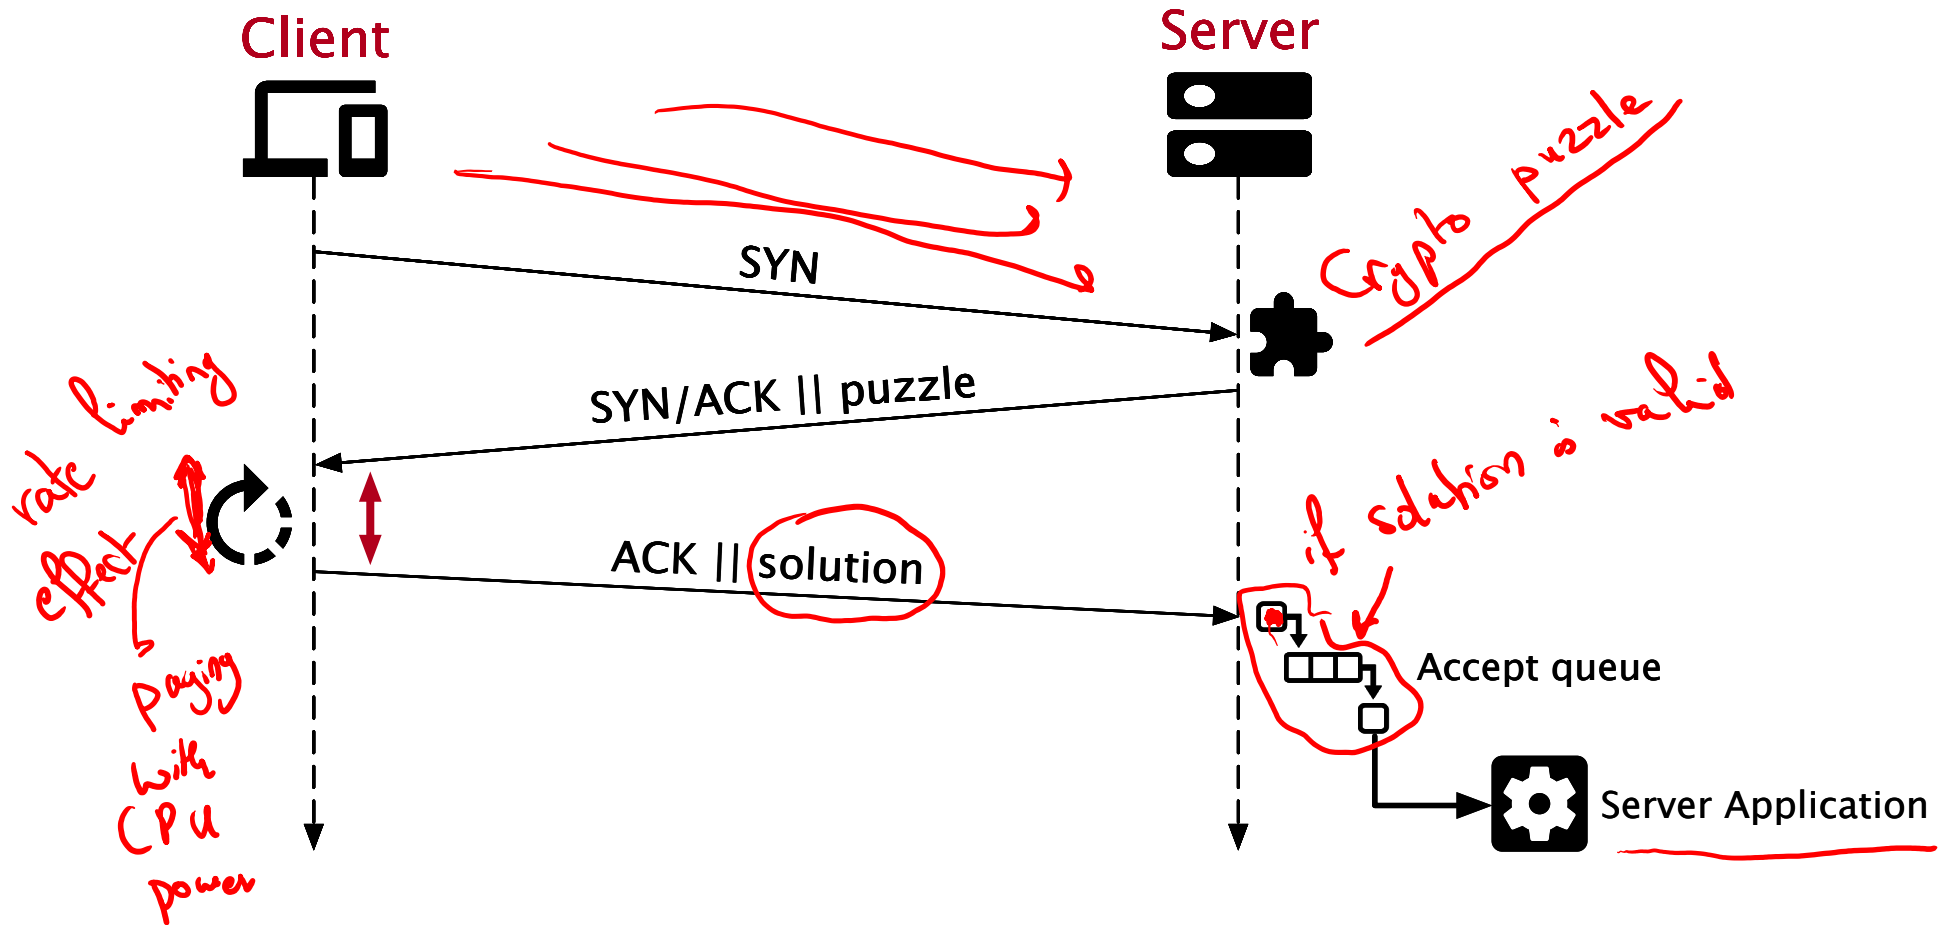 Client
Server
Crypto puzzle
SYN
SYN/ACK || puzzle
rate limiting
effect
if solution is valid
ACK || solution
Accept queue
paying
with
CPU
power
Server Application